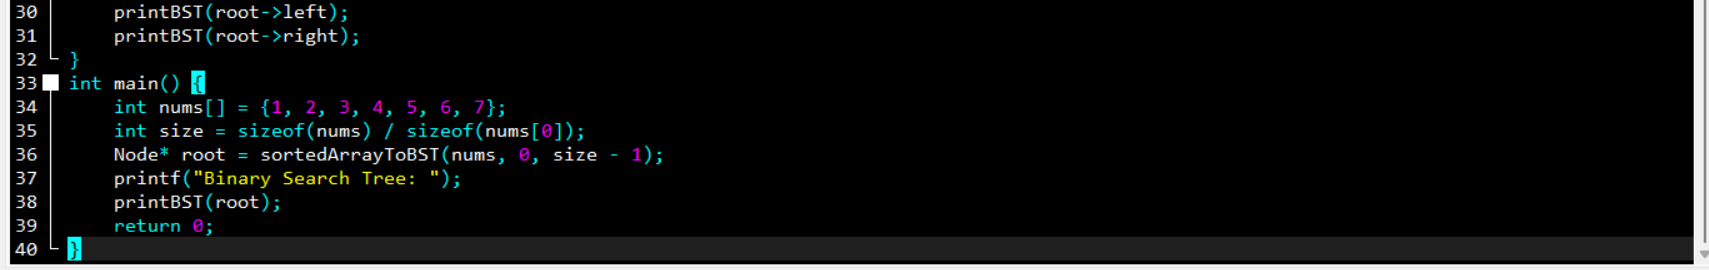 30 printBST(root->left);
31 printBST(root->right);
32 }
33 int main() {
34 int nums[] = {1, 2, 3, 4, 5, 6, 7};
35 int size = sizeof(nums) / sizeof(nums[0]);
36 Node* root = sortedArrayToBST(nums, 0, size - 1);
37 printf("Binary Search Tree: ");
38 printBST(root);
39 return 0;
40 }